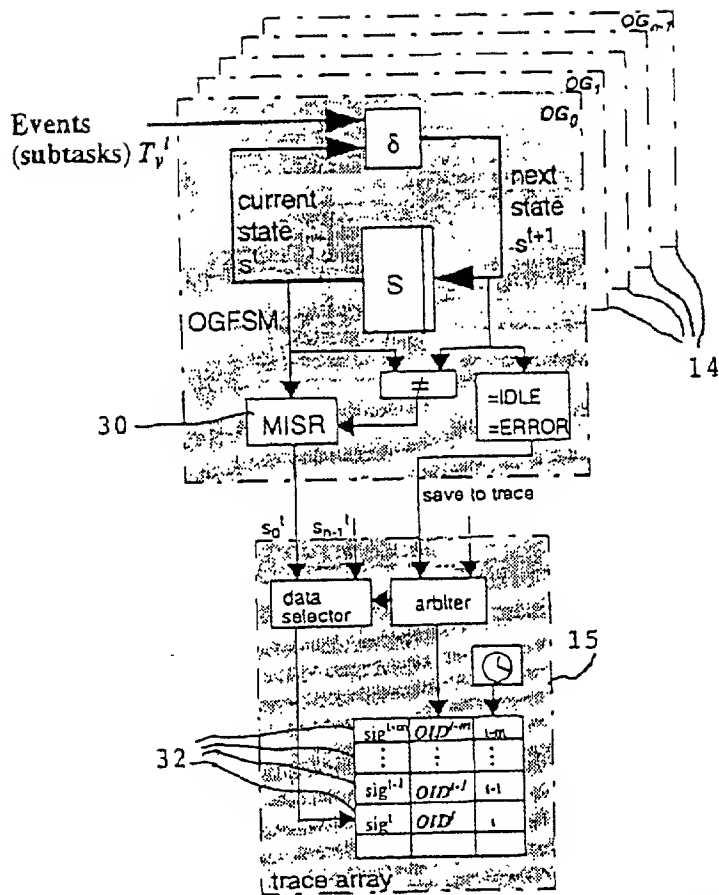 OG_{n-1}
OG_1
OG_0
Events
(subtasks) T_v^t
δ
current
state
s^t
next
state
s^{t+1}
S
OGFSM
14
≠
=IDLE
=ERROR
30
MISR
save to trace
s_0^t s_{n-1}^t
data
selector
arbiter
15
32
sig^{t-m} OID^{t-m} t-m
⋮ ⋮ ⋮
sig^{t-1} OID^{t-1} t-1
sig^t OID^t t
trace array